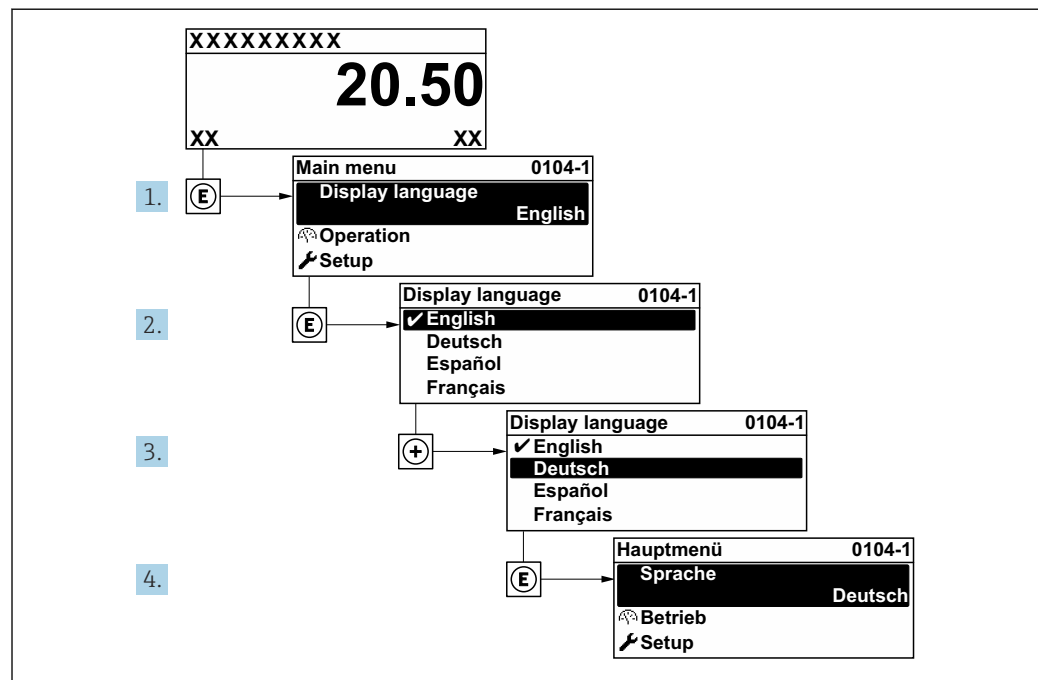 XXXXXXXXX
20.50
XX XX
1. E
Main menu 0104-1
Display language
English
Operation
Setup
2. E
Display language 0104-1
✔English
Deutsch
Español
Français
3. +
Display language 0104-1
✔English
Deutsch
Español
Français
4. E
Hauptmenü 0104-1
Sprache
Deutsch
Betrieb
Setup